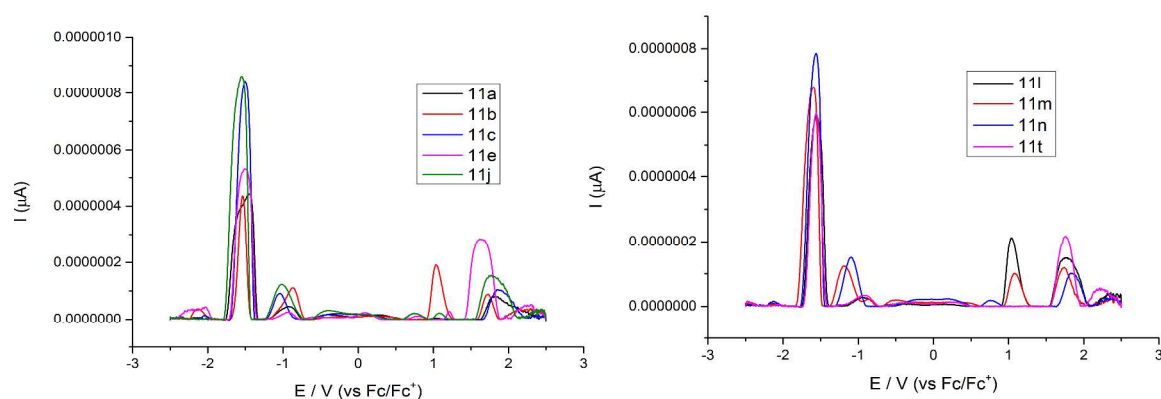 0.0000010
0.0000008
0.0000006
0.0000004
0.0000002
0.0000000
I (µA)
-3 -2 -1 0 1 2 3
E / V (vs Fc/Fc⁺)
11a
11b
11c
11e
11j
0.0000008
0.0000006
0.0000004
0.0000002
0.0000000
I (µA)
-3 -2 -1 0 1 2 3
E / V (vs Fc/Fc⁺)
11l
11m
11n
11t